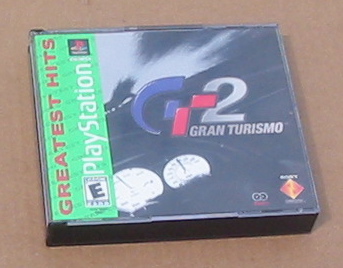 GREATEST HITS
PlayStation
GT2
GRAN TURISMO
E
SONY